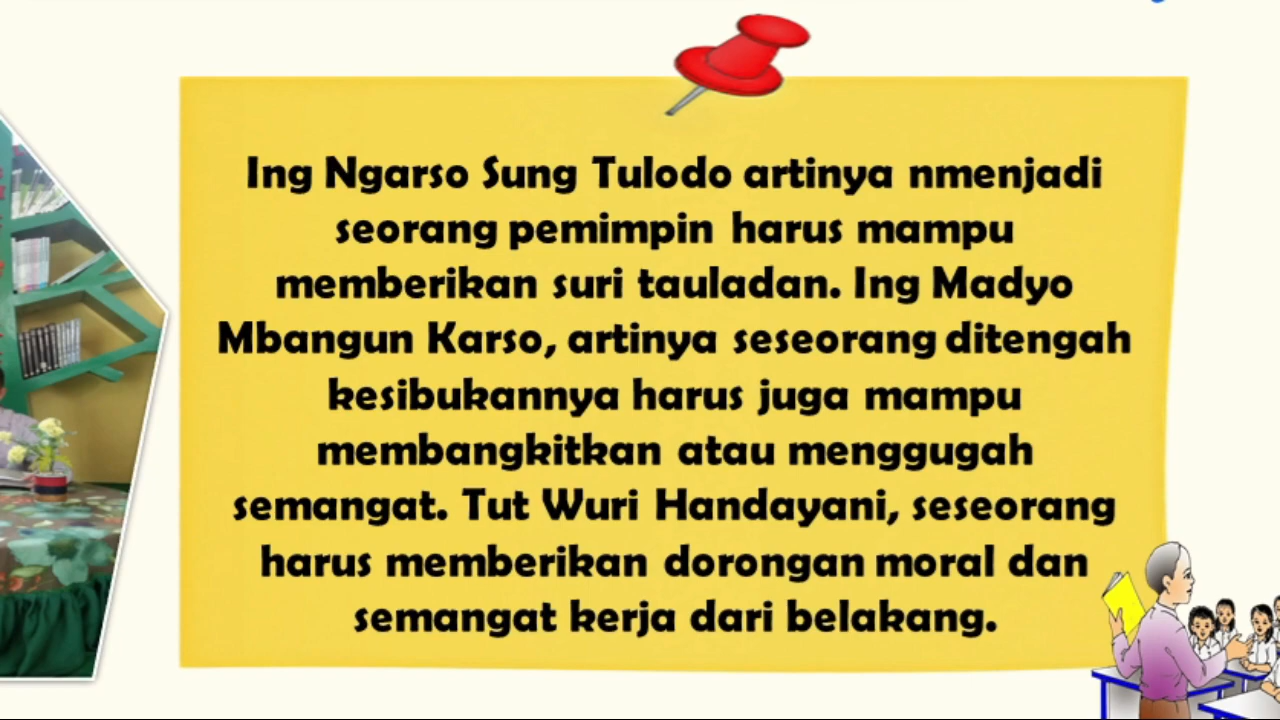 Ing Ngarso Sung Tulodo artinya nmenjadi
seorang pemimpin harus mampu
memberikan suri tauladan. Ing Madyo
Mbangun Karso, artinya seseorang ditengah
kesibukannya harus juga mampu
membangkitkan atau menggugah
semangat. Tut Wuri Handayani, seseorang
harus memberikan dorongan moral dan
semangat kerja dari belakang.